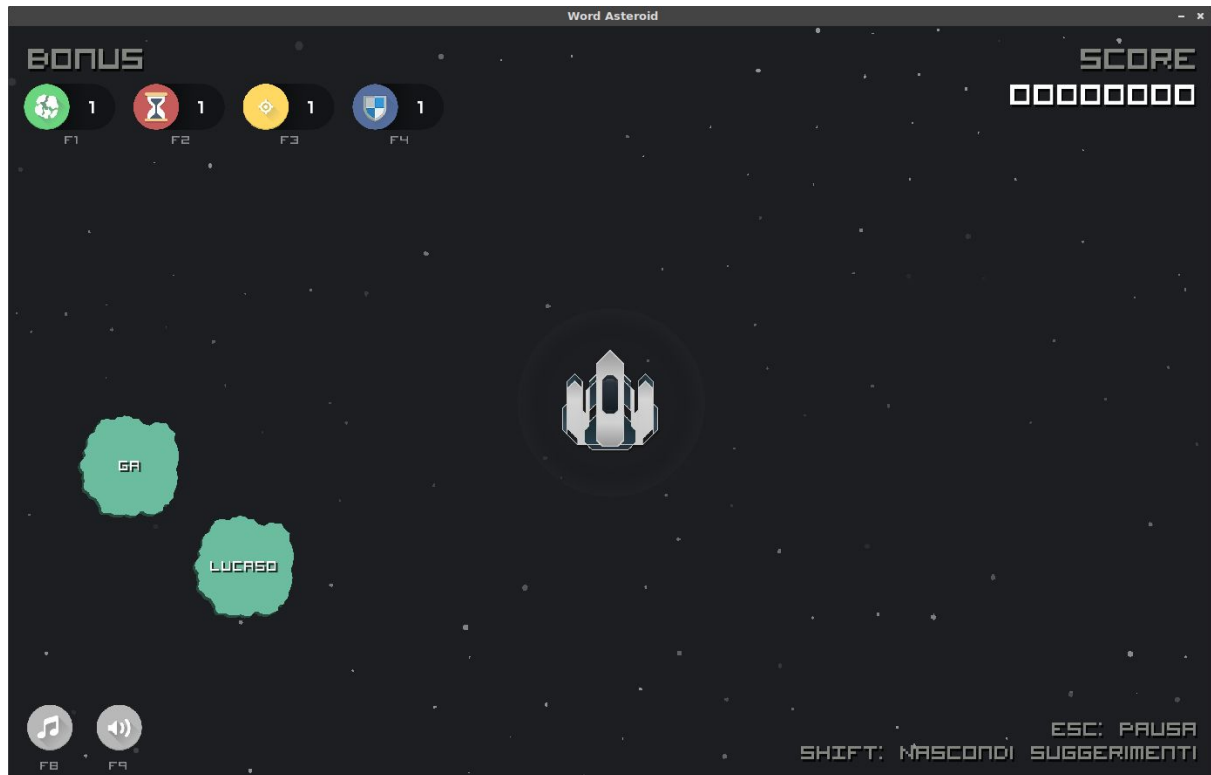 Word Asteroid
BONUS
SCORE
1 1 1 1
00000000
F1 F2 F3 F4
GA
LUCASO
ESC: PAUSA
SHIFT: NASCONDI SUGGERIMENTI
F8 F9